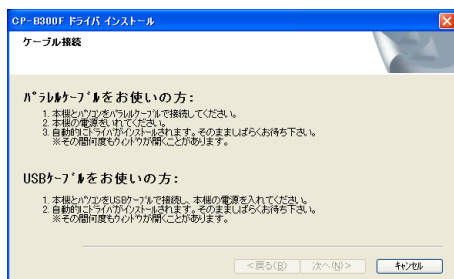 CP-B300F ドライバ インストール
ケーブル接続
ﾊﾟﾗﾚﾙｹｰﾌﾞﾙをお使いの方：
1. 本機とﾊﾟｿｺﾝをﾊﾟﾗﾚﾙｹｰﾌﾞﾙで接続してください。
2. 本機の電源をいれてください。
3. 自動的にﾄﾞﾗｲﾊﾞがｲﾝｽﾄｰﾙされます。そのまましばらくお待ち下さい。
※その間何度もｳｨﾝﾄﾞｳが開くことがあります。
USBｹｰﾌﾞﾙをお使いの方：
1. 本機とﾊﾟｿｺﾝをUSBｹｰﾌﾞﾙで接続し、本機の電源を入れてください。
2. 自動的にﾄﾞﾗｲﾊﾞがｲﾝｽﾄｰﾙされます。そのまましばらくお待ち下さい。
※その間何度もｳｨﾝﾄﾞｳが開くことがあります。
<戻る(B) 次へ(N)> ｷｬﾝｾﾙ